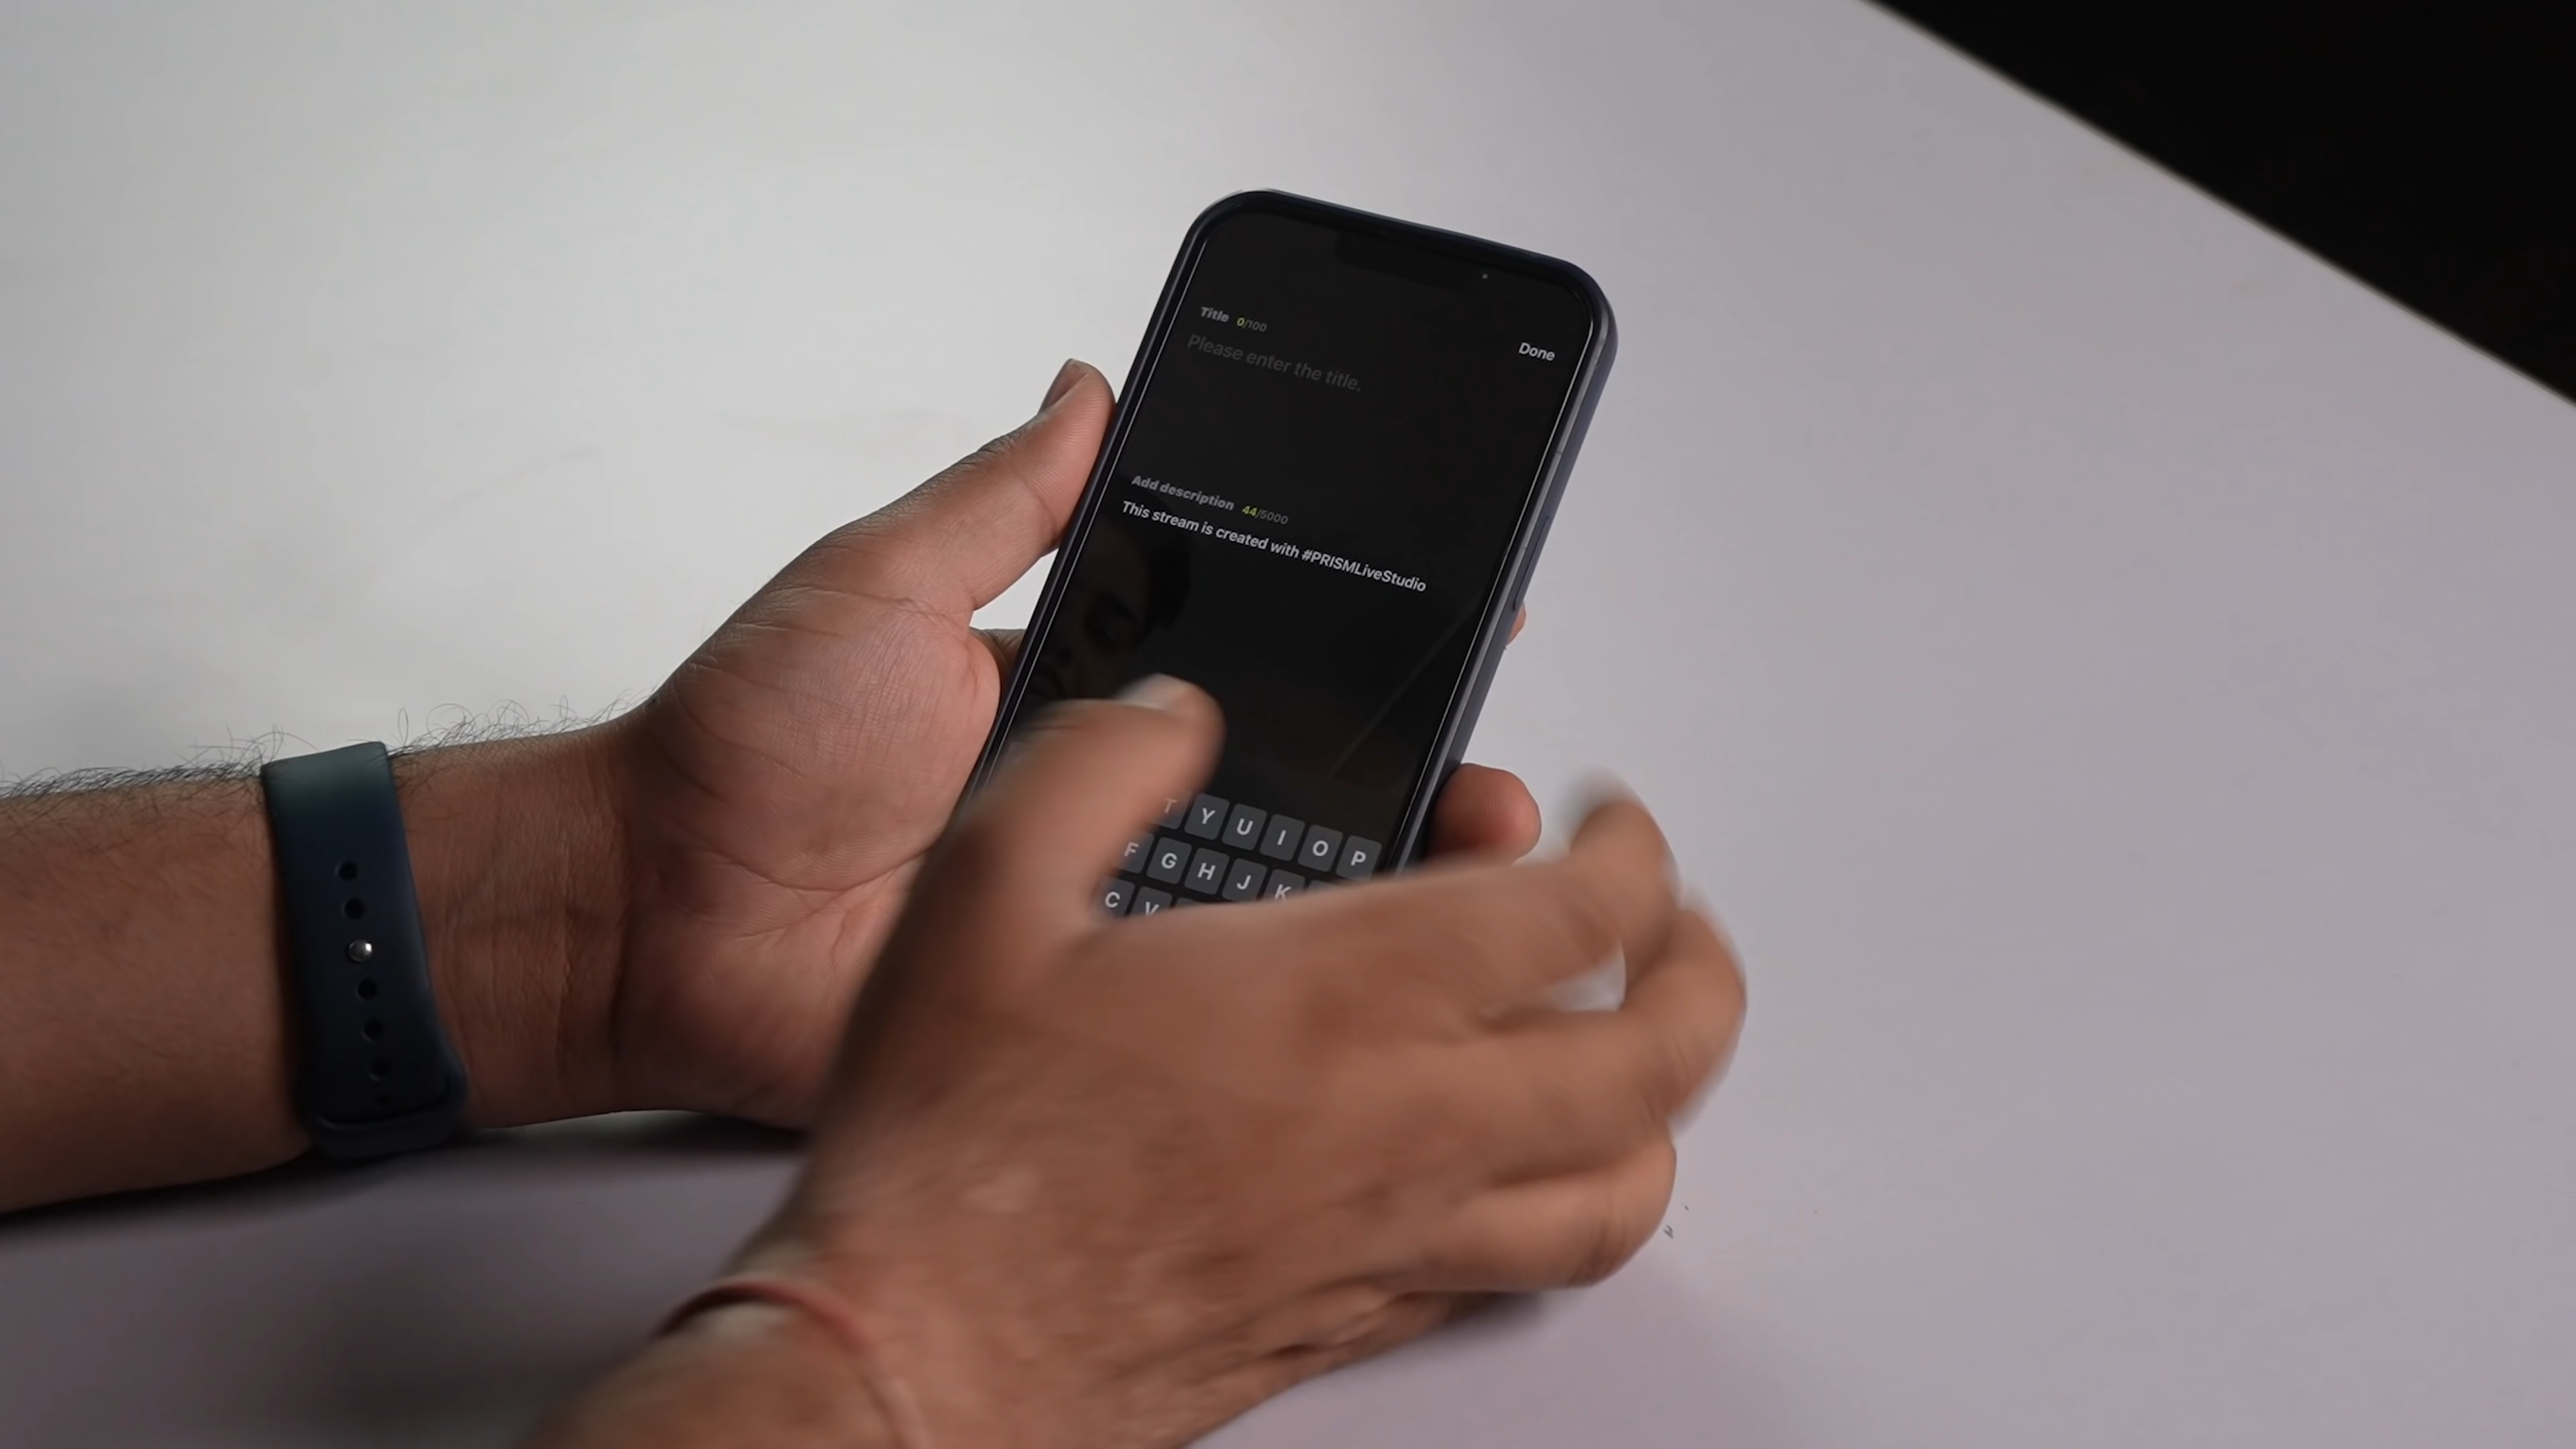 Title 0/100
Done
Please enter the title.
Add description 44/5000
This stream is created with #PRISMLiveStudio
T Y U I O P
F G H J K
C V